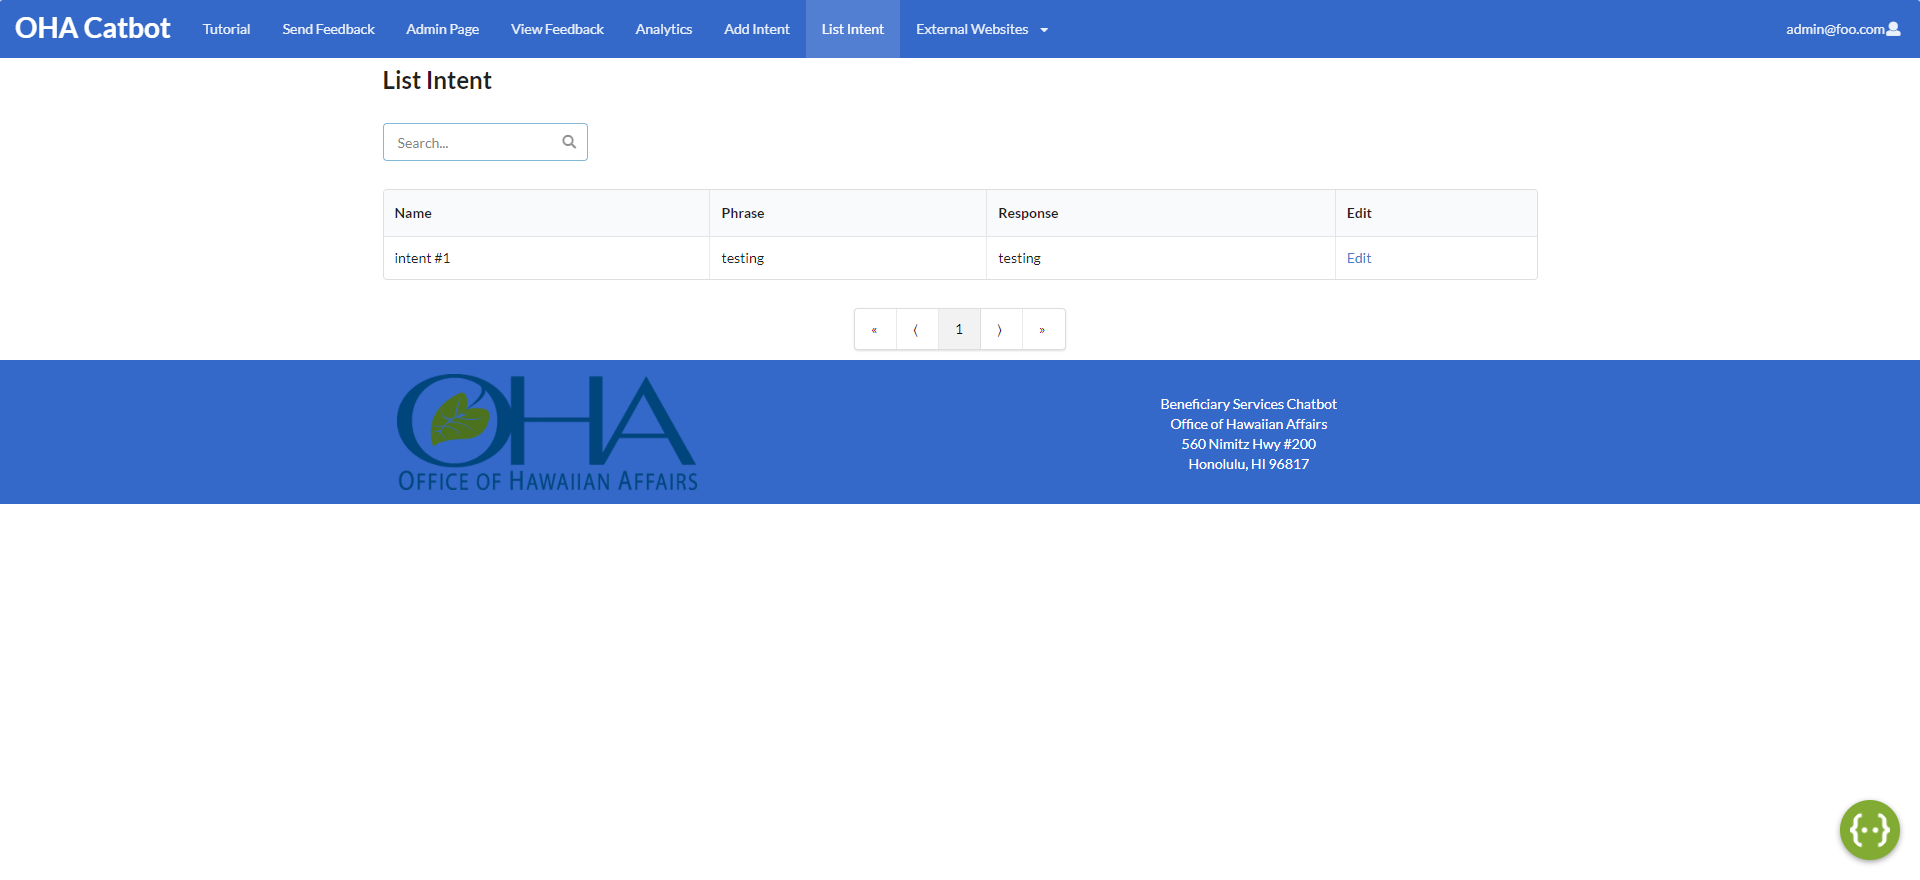 OHA Catbot Tutorial Send Feedback Admin Page View Feedback Analytics Add Intent List Intent External Websites admin@foo.com
List Intent
Search...
Name Phrase Response Edit
intent #1 testing testing Edit
« ⟨ 1 ⟩ »
OHA
OFFICE OF HAWAIIAN AFFAIRS
Beneficiary Services Chatbot
Office of Hawaiian Affairs
560 Nimitz Hwy #200
Honolulu, HI 96817